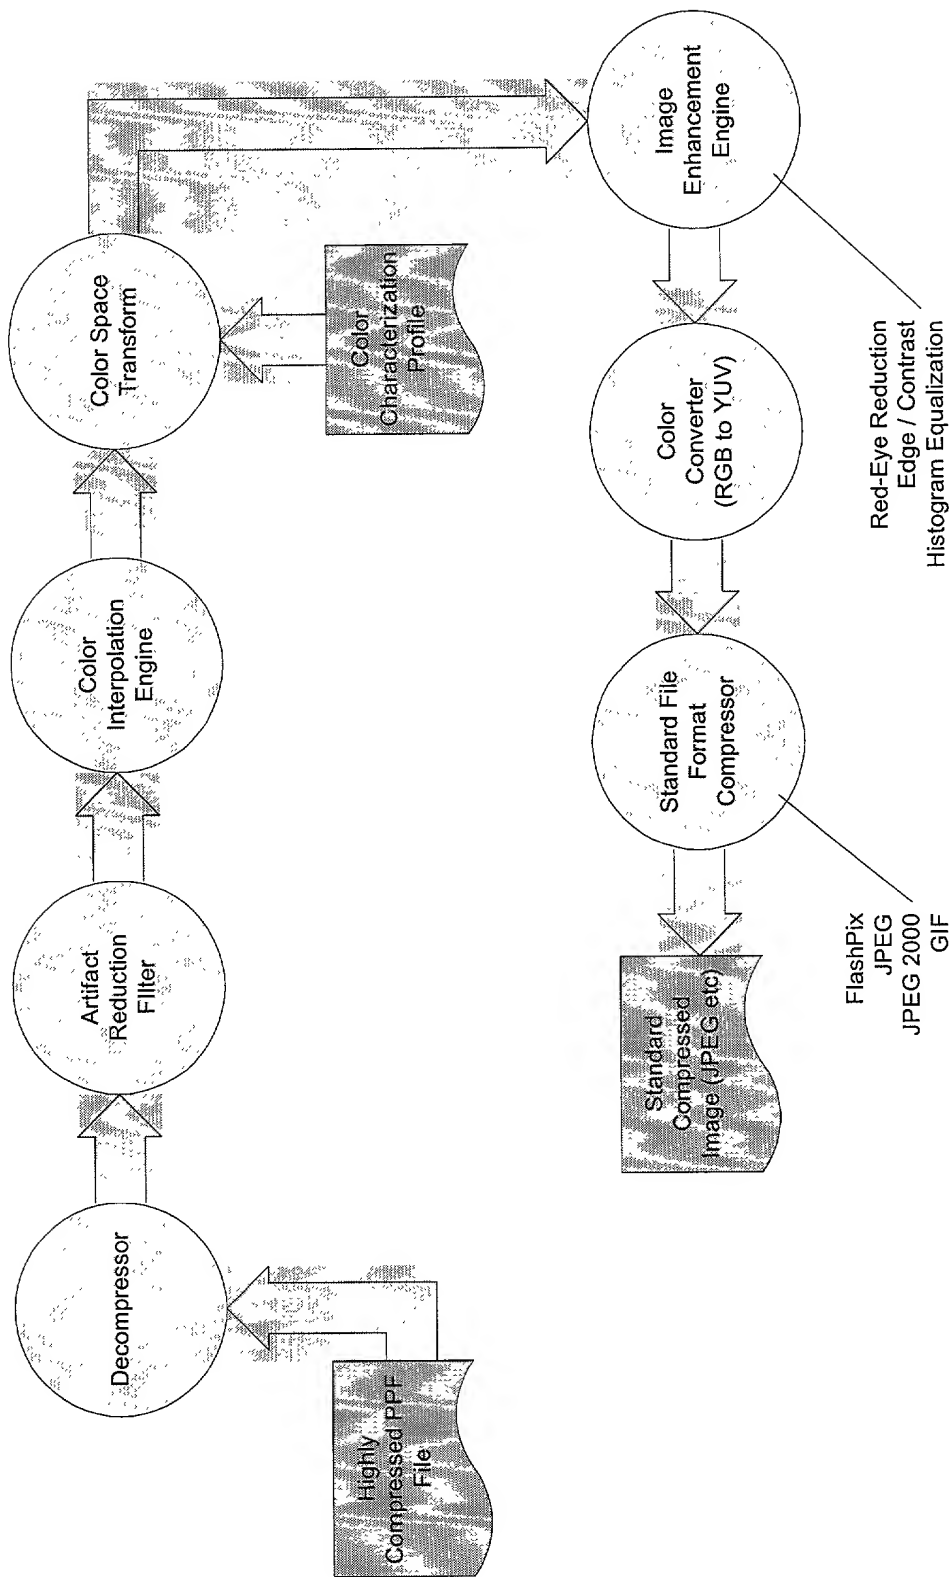 Highly
Compressed PPF
File
Decompressor
Artifact
Reduction
FIlter
Color
Interpolation
Engine
Color Space
Transform
Color
Characterization
Profile
Image
Enhancement
Engine
Red-Eye Reduction
Edge / Contrast
Histogram Equalization
Color
Converter
(RGB to YUV)
Standard File
Format
Compressor
FlashPix
JPEG
JPEG 2000
GIF
Standard
Compressed
Image (JPEG etc)